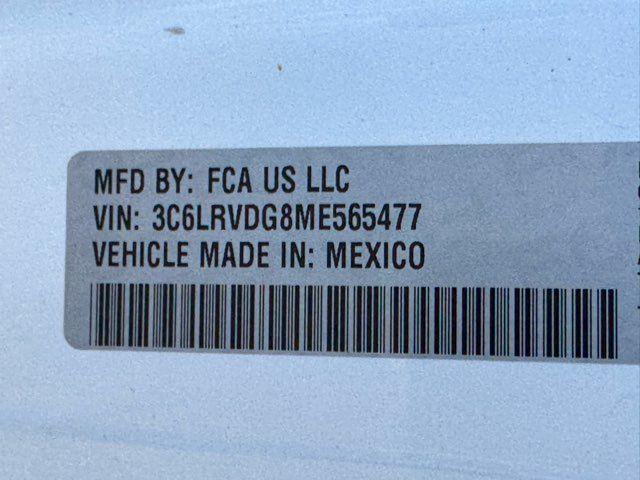 MFD BY: FCA US LLC
VIN: 3C6LRVDG8ME565477
VEHICLE MADE IN: MEXICO